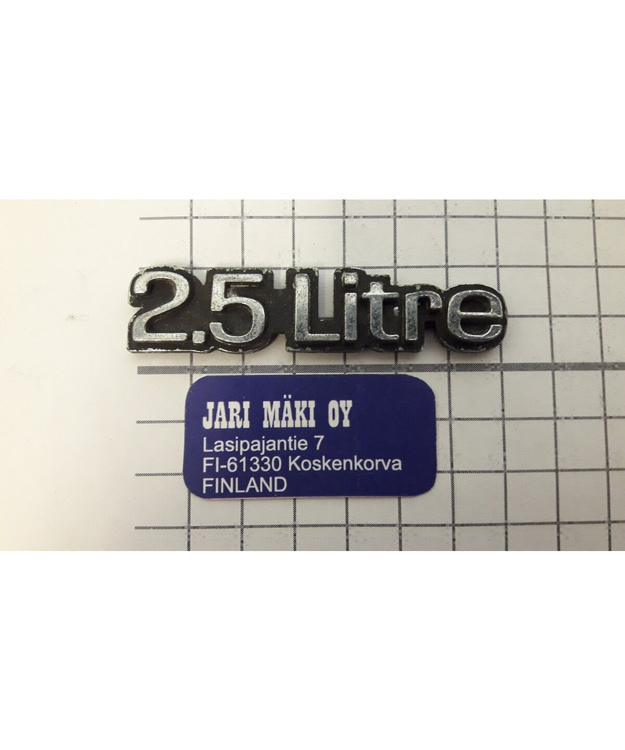 2.5 Litre
JARI MÄKI OY
Lasipajantie 7
FI-61330 Koskenkorva
FINLAND